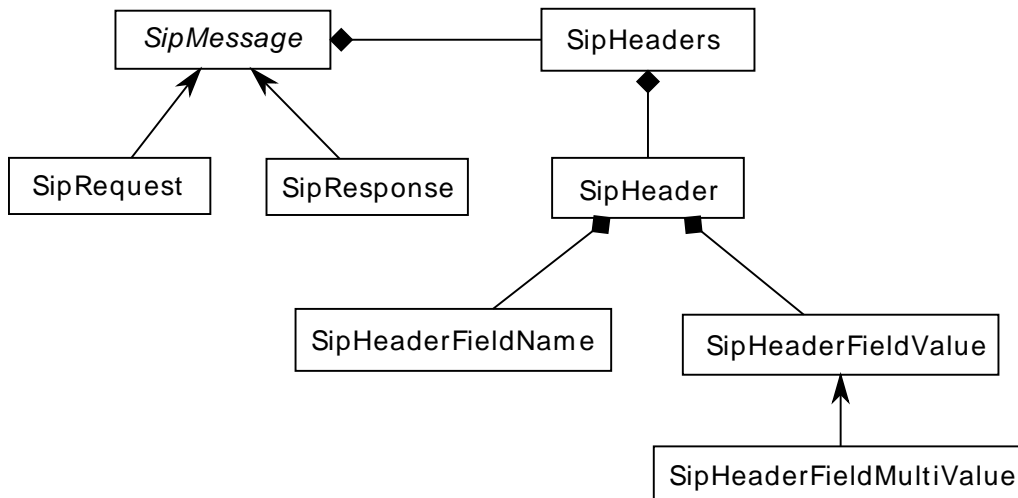 SipMessage
SipHeaders
SipRequest
SipResponse
SipHeader
SipHeaderFieldName
SipHeaderFieldValue
SipHeaderFieldMultiValue